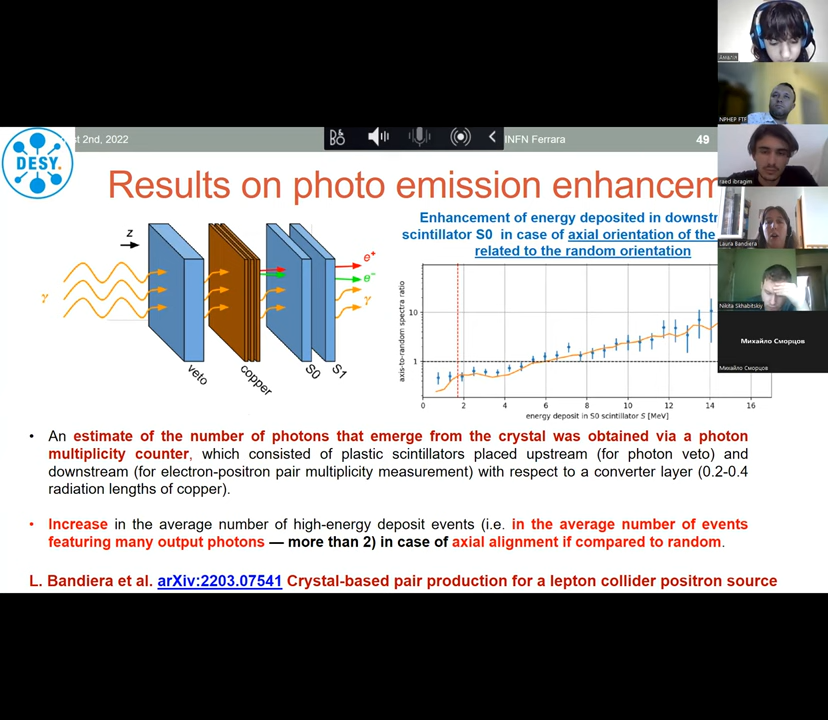 t 2nd, 2022
INFN Ferrara
49
DESY.
Results on photo emission enhancem
Enhancement of energy deposited in downstr
scintillator S0 in case of axial orientation of the
related to the random orientation
z
γ
veto
copper
S0
S1
e⁺
e⁻
γ
axis-to-random spectra ratio
10
1
0
2
4
6
8
10
12
14
16
energy deposit in S0 scintillator S [MeV]
• An estimate of the number of photons that emerge from the crystal was obtained via a photon
multiplicity counter, which consisted of plastic scintillators placed upstream (for photon veto) and
downstream (for electron-positron pair multiplicity measurement) with respect to a converter layer (0.2-0.4
radiation lengths of copper).
• Increase in the average number of high-energy deposit events (i.e. in the average number of events
featuring many output photons — more than 2) in case of axial alignment if compared to random.
L. Bandiera et al. arXiv:2203.07541 Crystal-based pair production for a lepton collider positron source
NPHEP FTF
raed ibragim
Laura Bandiera
Nikita Skhabitskiy
Михайло Сморцов
Михайло Сморцов